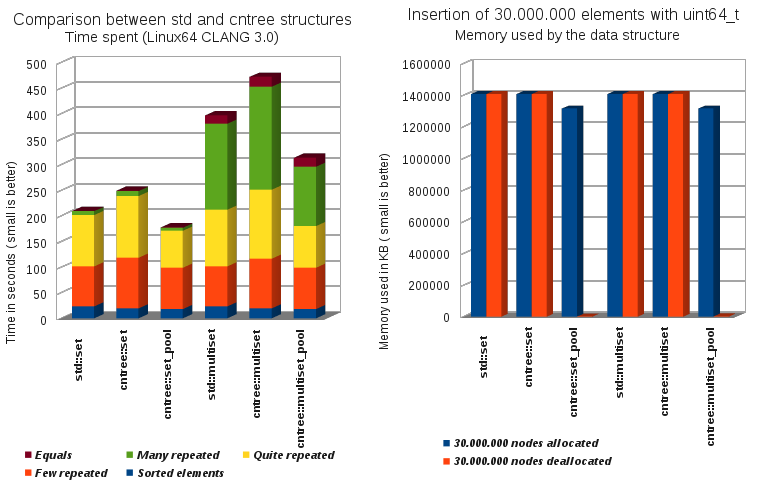 Comparison between std and cntree structures
Time spent (Linux64 CLANG 3.0)
Time in seconds ( small is better)
500
450
400
350
300
250
200
150
100
50
0
std::set
cntree::set
cntree::set_pool
std::multiset
cntree::multiset
cntree::multiset_pool
Equals
Many repeated
Quite repeated
Few repeated
Sorted elements
Insertion of 30.000.000 elements with uint64_t
Memory used by the data structure
Memory used in KB ( small is better)
1600000
1400000
1200000
1000000
800000
600000
400000
200000
0
std::set
cntree::set
cntree::set_pool
std::multiset
cntree::multiset
cntree::multiset_pool
30.000.000 nodes allocated
30.000.000 nodes deallocated